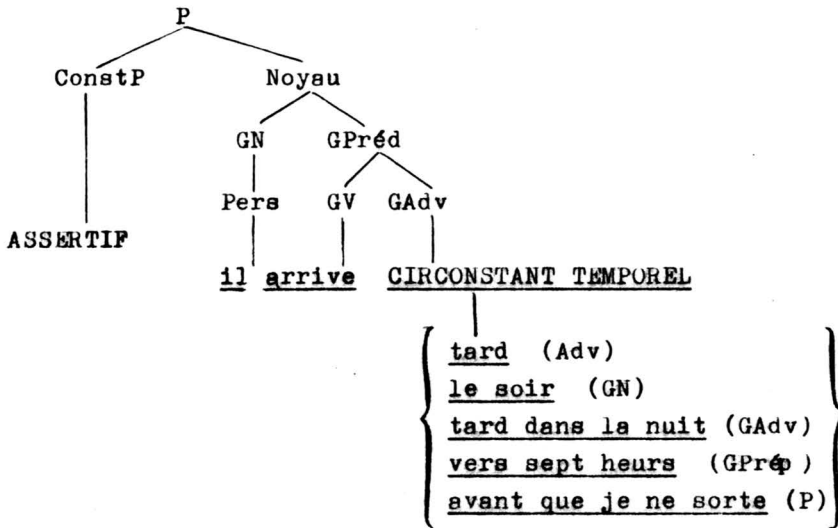 P
ConstP Noyau
GN GPréd
Pers GV GAdv
ASSERTIF
il arrive CIRCONSTANT TEMPOREL
tard (Adv)
le soir (GN)
tard dans la nuit (GAdv)
vers sept heurs (GPrép)
avant que je ne sorte (P)